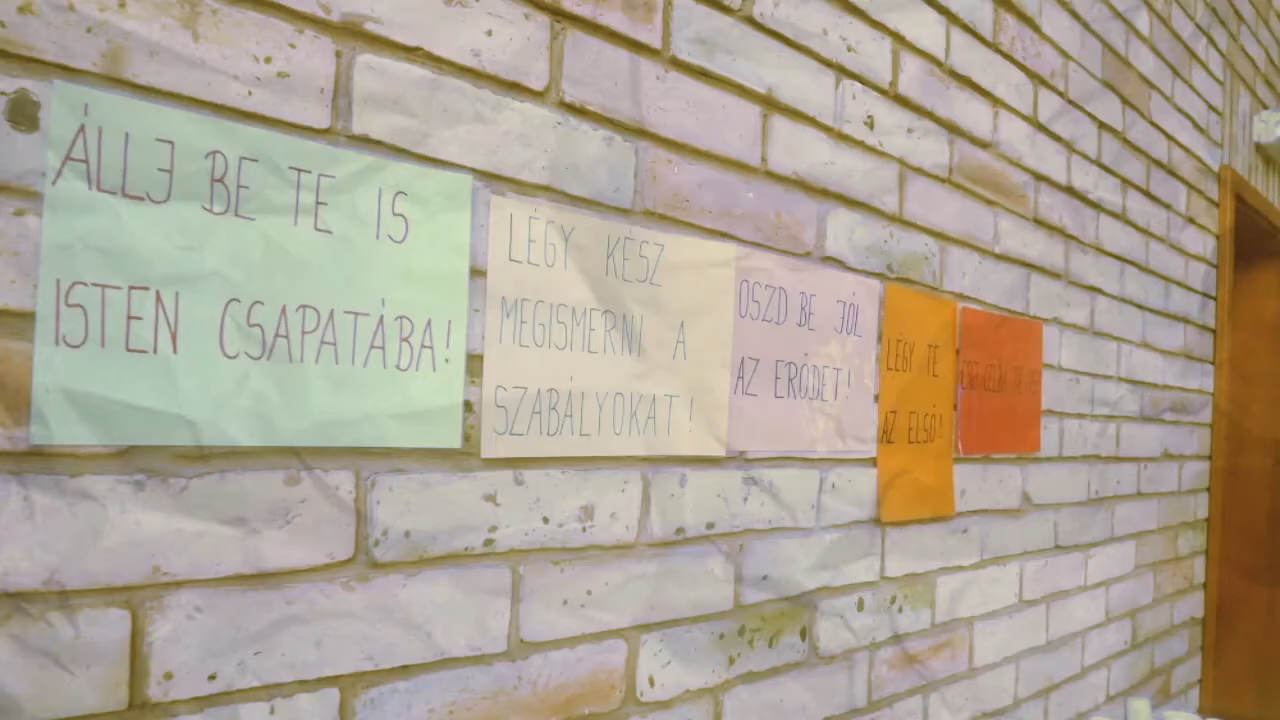 ÁLLJ BE TE IS
ISTEN CSAPATÁBA!
LÉGY KÉSZ
MEGISMERNI A
SZABÁLYOKAT!
OSZD BE JÓL
AZ ERŐDET!
LÉGY TE
AZ ELSŐ!